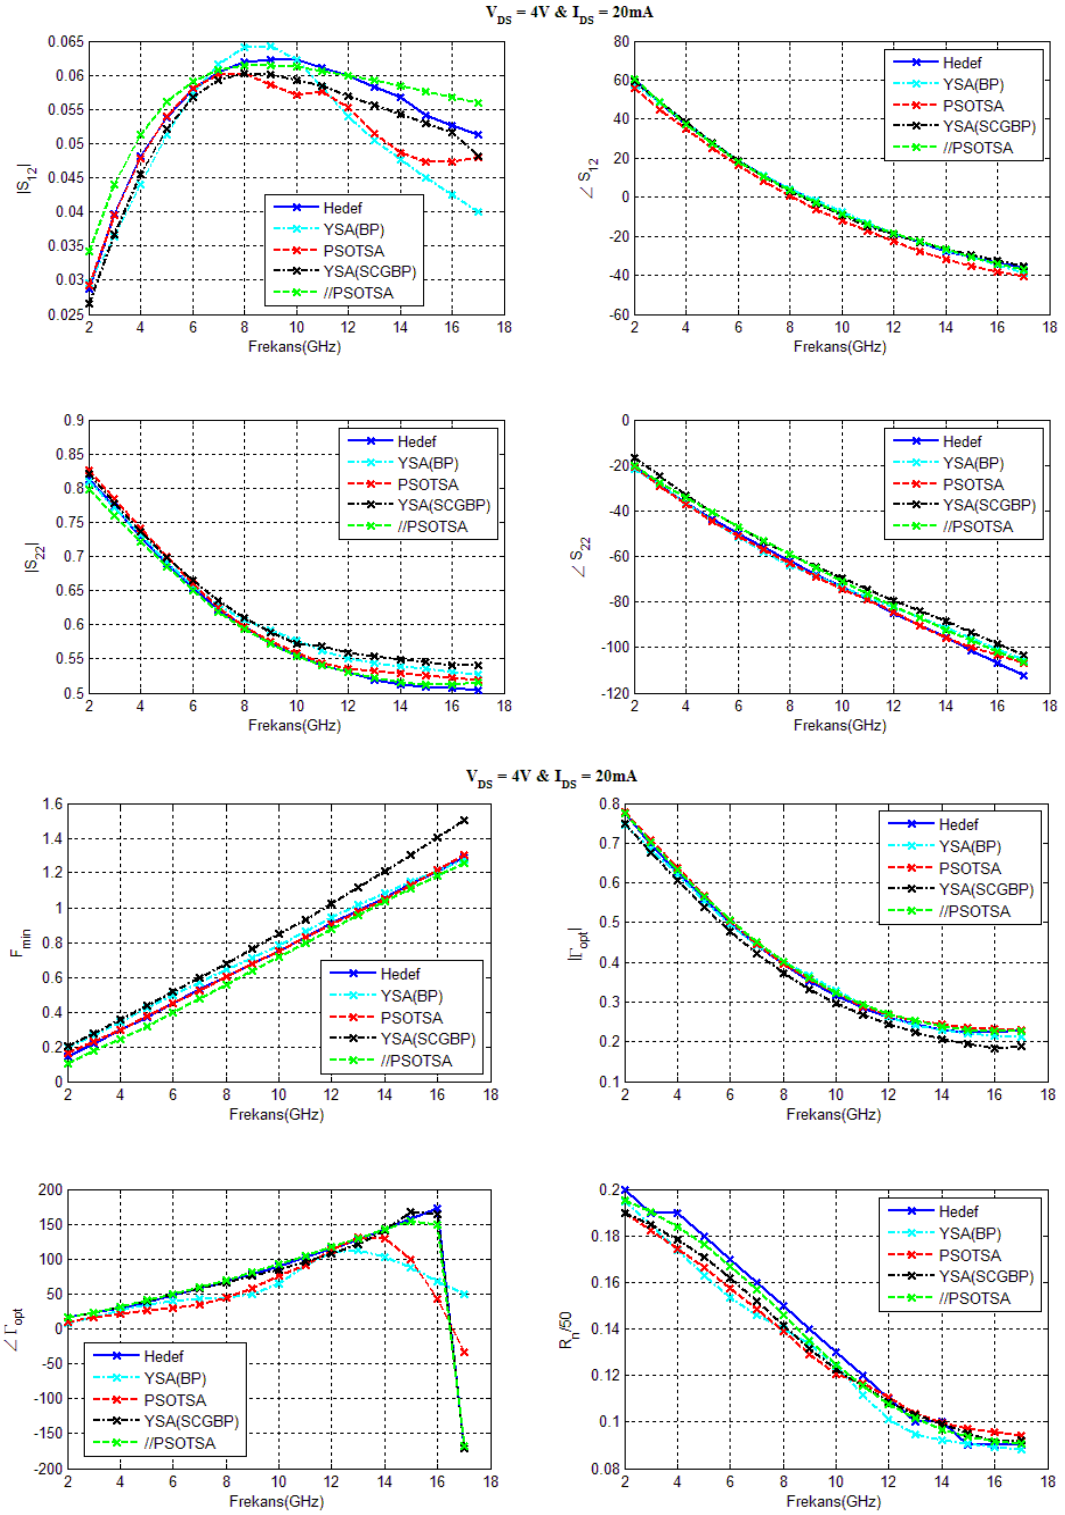 V_DS = 4V & I_DS = 20mA
0.065
0.06
0.055
0.05
0.045
0.04
0.035
0.03
0.025
|S_12|
2 4 6 8 10 12 14 16 18
Frekans(GHz)
Hedef
YSA(BP)
PSOTSA
YSA(SCGBP)
//PSOTSA
80
60
40
20
0
-20
-40
-60
∠ S_12
2 4 6 8 10 12 14 16 18
Frekans(GHz)
Hedef
YSA(BP)
PSOTSA
YSA(SCGBP)
//PSOTSA
0.9
0.85
0.8
0.75
0.7
0.65
0.6
0.55
0.5
|S_22|
2 4 6 8 10 12 14 16 18
Frekans(GHz)
Hedef
YSA(BP)
PSOTSA
YSA(SCGBP)
//PSOTSA
0
-20
-40
-60
-80
-100
-120
∠ S_22
2 4 6 8 10 12 14 16 18
Frekans(GHz)
Hedef
YSA(BP)
PSOTSA
YSA(SCGBP)
//PSOTSA
V_DS = 4V & I_DS = 20mA
1.6
1.4
1.2
1
0.8
0.6
0.4
0.2
0
F_min
2 4 6 8 10 12 14 16 18
Frekans(GHz)
Hedef
YSA(BP)
PSOTSA
YSA(SCGBP)
//PSOTSA
0.8
0.7
0.6
0.5
0.4
0.3
0.2
0.1
|Γ_opt|
2 4 6 8 10 12 14 16 18
Frekans(GHz)
Hedef
YSA(BP)
PSOTSA
YSA(SCGBP)
//PSOTSA
200
150
100
50
0
-50
-100
-150
-200
∠ Γ_opt
2 4 6 8 10 12 14 16 18
Frekans(GHz)
Hedef
YSA(BP)
PSOTSA
YSA(SCGBP)
//PSOTSA
0.2
0.18
0.16
0.14
0.12
0.1
0.08
R_n/50
2 4 6 8 10 12 14 16 18
Frekans(GHz)
Hedef
YSA(BP)
PSOTSA
YSA(SCGBP)
//PSOTSA